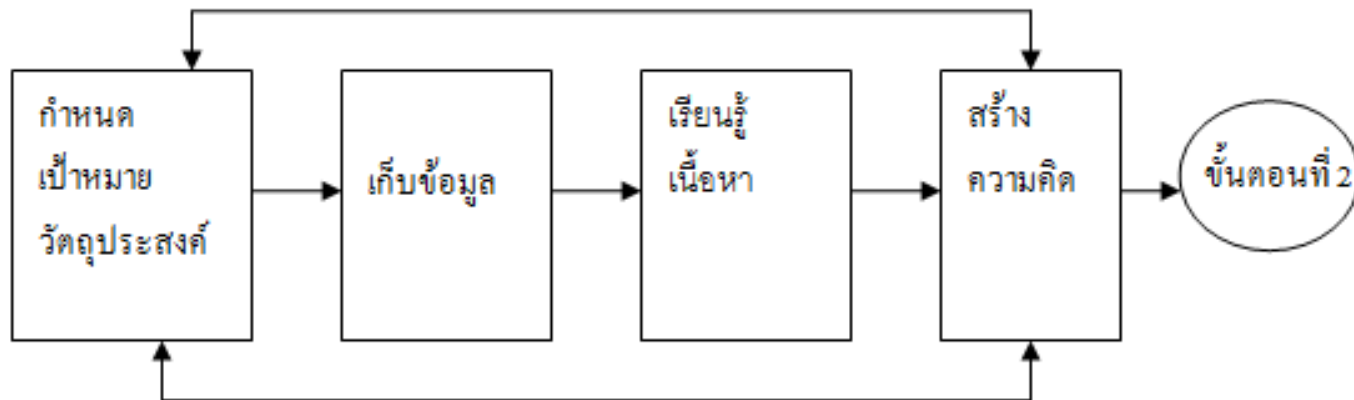 กำหนด
เป้าหมาย
วัตถุประสงค์
เก็บข้อมูล
เรียนรู้
เนื้อหา
สร้าง
ความคิด
ขั้นตอนที่ 2